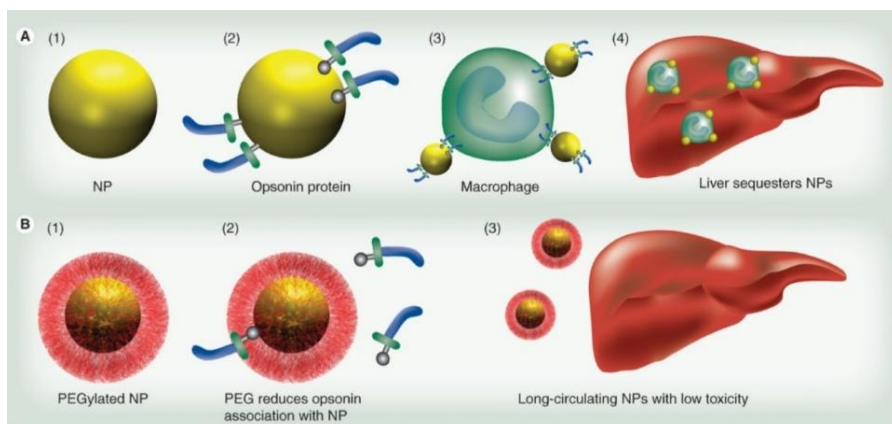 A
(1)
(2)
(3)
(4)
NP
Opsonin protein
Macrophage
Liver sequesters NPs
B
(1)
(2)
(3)
PEGylated NP
PEG reduces opsonin
association with NP
Long-circulating NPs with low toxicity